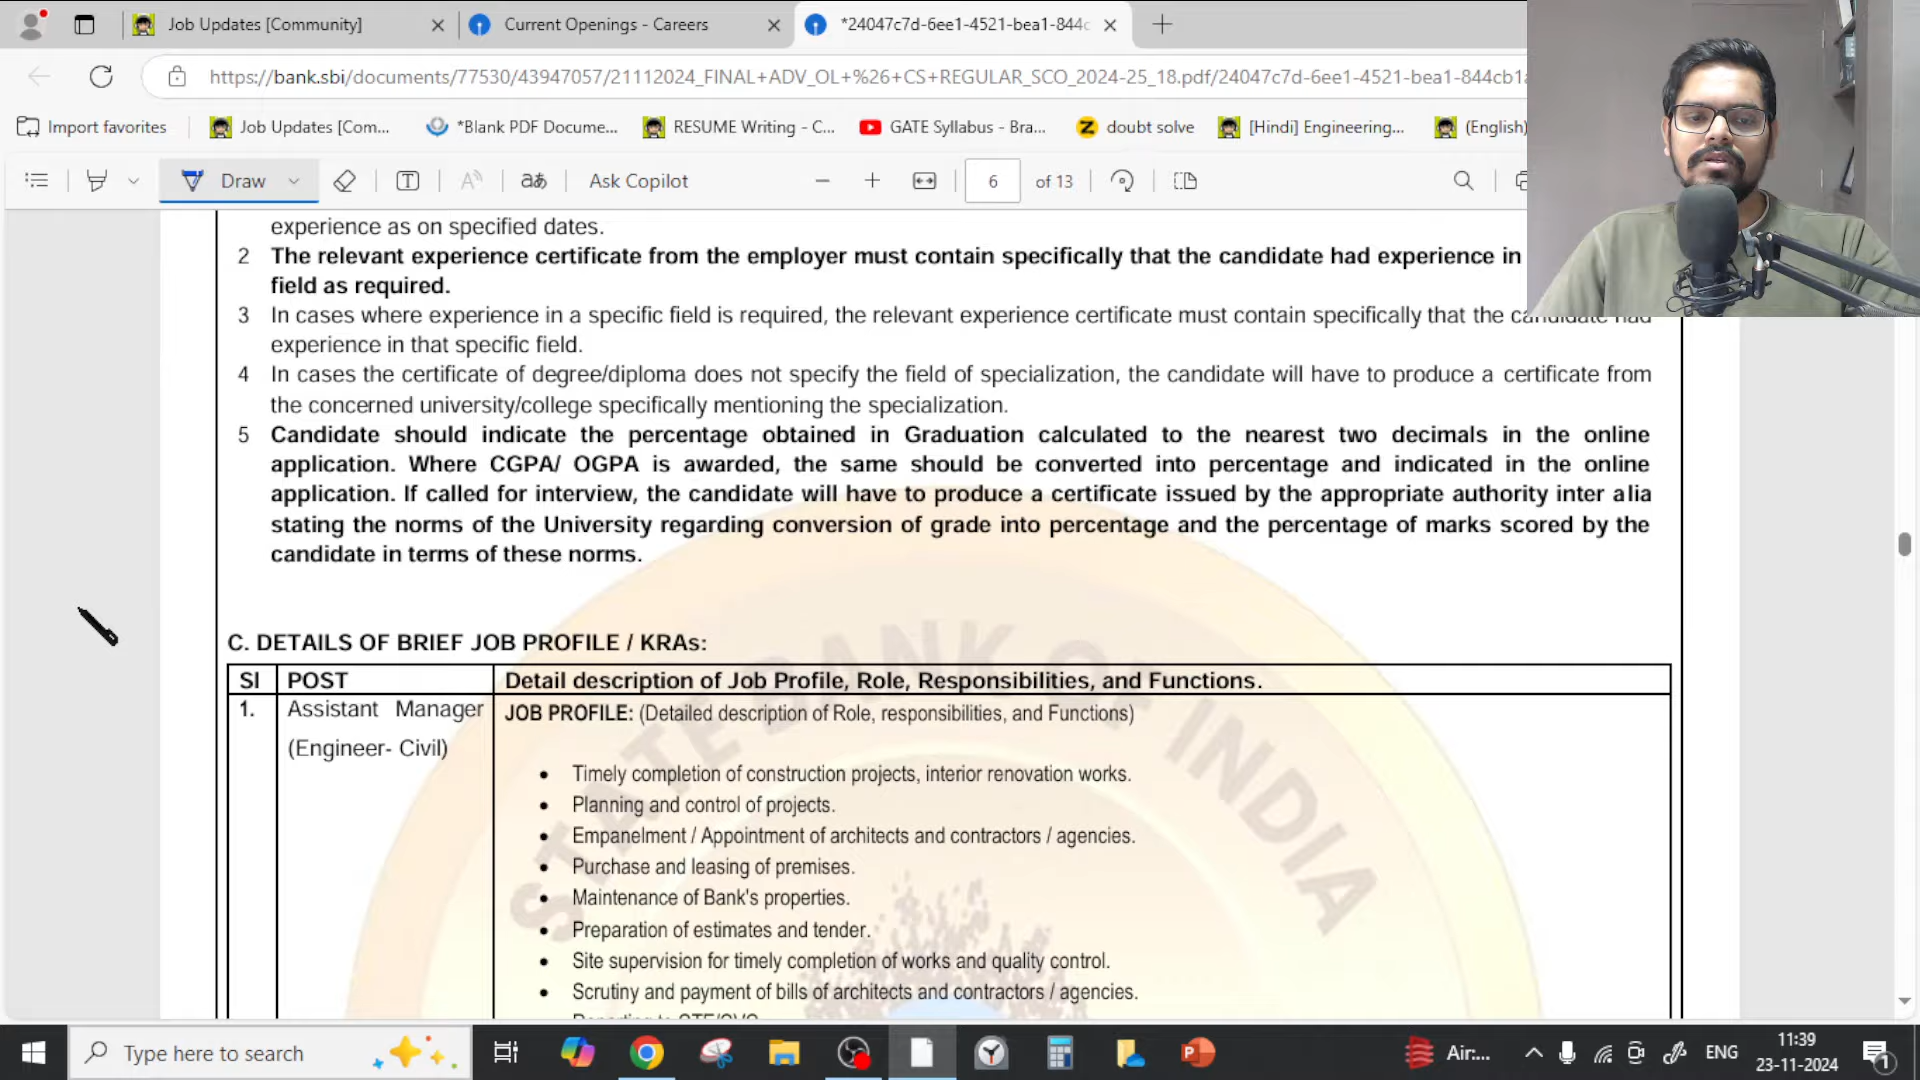 Job Updates [Community]
Current Openings - Careers
*24047c7d-6ee1-4521-bea1-844c
https://bank.sbi/documents/77530/43947057/21112024_FINAL+ADV_OL+%26+CS+REGULAR_SCO_2024-25_18.pdf/24047c7d-6ee1-4521-bea1-844cb1
Import favorites
Job Updates [Com...
*Blank PDF Docume...
RESUME Writing - C...
GATE Syllabus - Bra...
doubt solve
[Hindi] Engineering...
(English)
Draw
aあ
Ask Copilot
6
of 13
experience as on specified dates.
2 The relevant experience certificate from the employer must contain specifically that the candidate had experience in
field as required.
3 In cases where experience in a specific field is required, the relevant experience certificate must contain specifically that the candidate had
experience in that specific field.
4 In cases the certificate of degree/diploma does not specify the field of specialization, the candidate will have to produce a certificate from
the concerned university/college specifically mentioning the specialization.
5 Candidate should indicate the percentage obtained in Graduation calculated to the nearest two decimals in the online
application. Where CGPA/ OGPA is awarded, the same should be converted into percentage and indicated in the online
application. If called for interview, the candidate will have to produce a certificate issued by the appropriate authority inter alia
stating the norms of the University regarding conversion of grade into percentage and the percentage of marks scored by the
candidate in terms of these norms.
C. DETAILS OF BRIEF JOB PROFILE / KRAs:
Sl POST Detail description of Job Profile, Role, Responsibilities, and Functions.
1. Assistant Manager
(Engineer- Civil)
JOB PROFILE: (Detailed description of Role, responsibilities, and Functions)
• Timely completion of construction projects, interior renovation works.
• Planning and control of projects.
• Empanelment / Appointment of architects and contractors / agencies.
• Purchase and leasing of premises.
• Maintenance of Bank's properties.
• Preparation of estimates and tender.
• Site supervision for timely completion of works and quality control.
• Scrutiny and payment of bills of architects and contractors / agencies.
STATE BANK OF INDIA
Type here to search
Air:...
ENG
11:39
23-11-2024
1